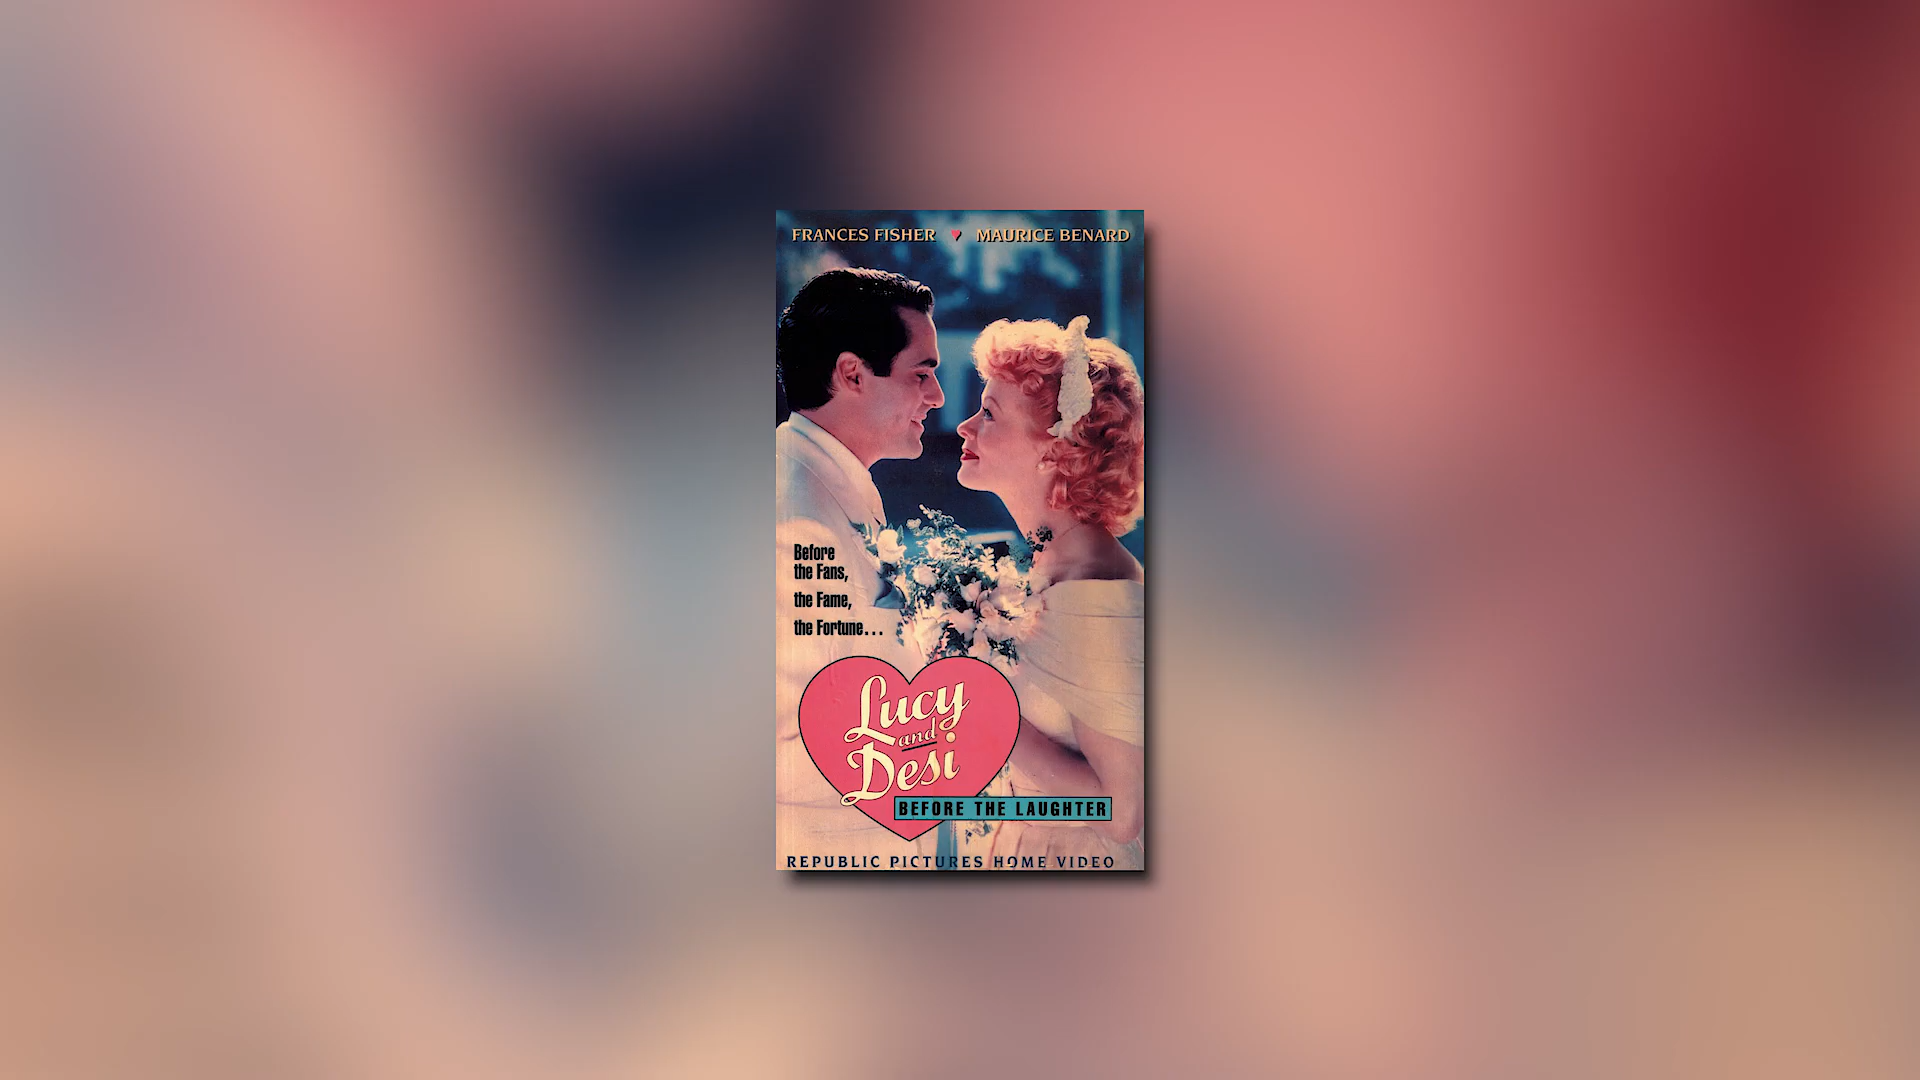 FRANCES FISHER ♥ MAURICE BENARD
Before
the Fans,
the Fame,
the Fortune...
Lucy
and
Desi
BEFORE THE LAUGHTER
REPUBLIC PICTURES HOME VIDEO